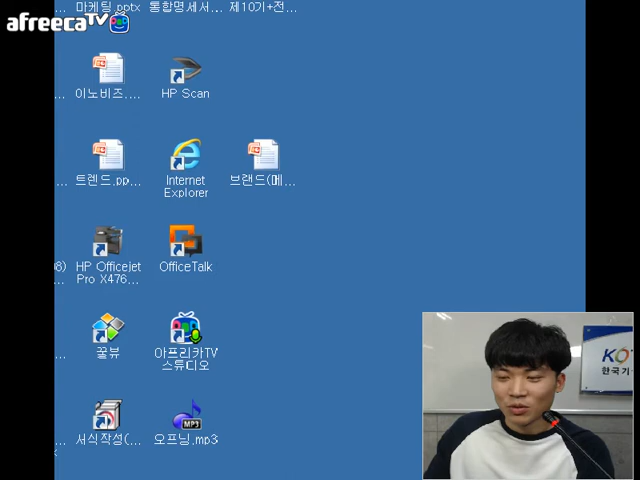 afreecaTV
마케팅.pptx 통합명세서... 제10기+전...
이노비즈.... HP Scan
트렌드.pp... Internet Explorer 브랜드(메...
HP Officejet Pro X476... OfficeTalk
꿀뷰 아프리카TV 스튜디오
MP3
서식작성(... 오프닝.mp3
한국기